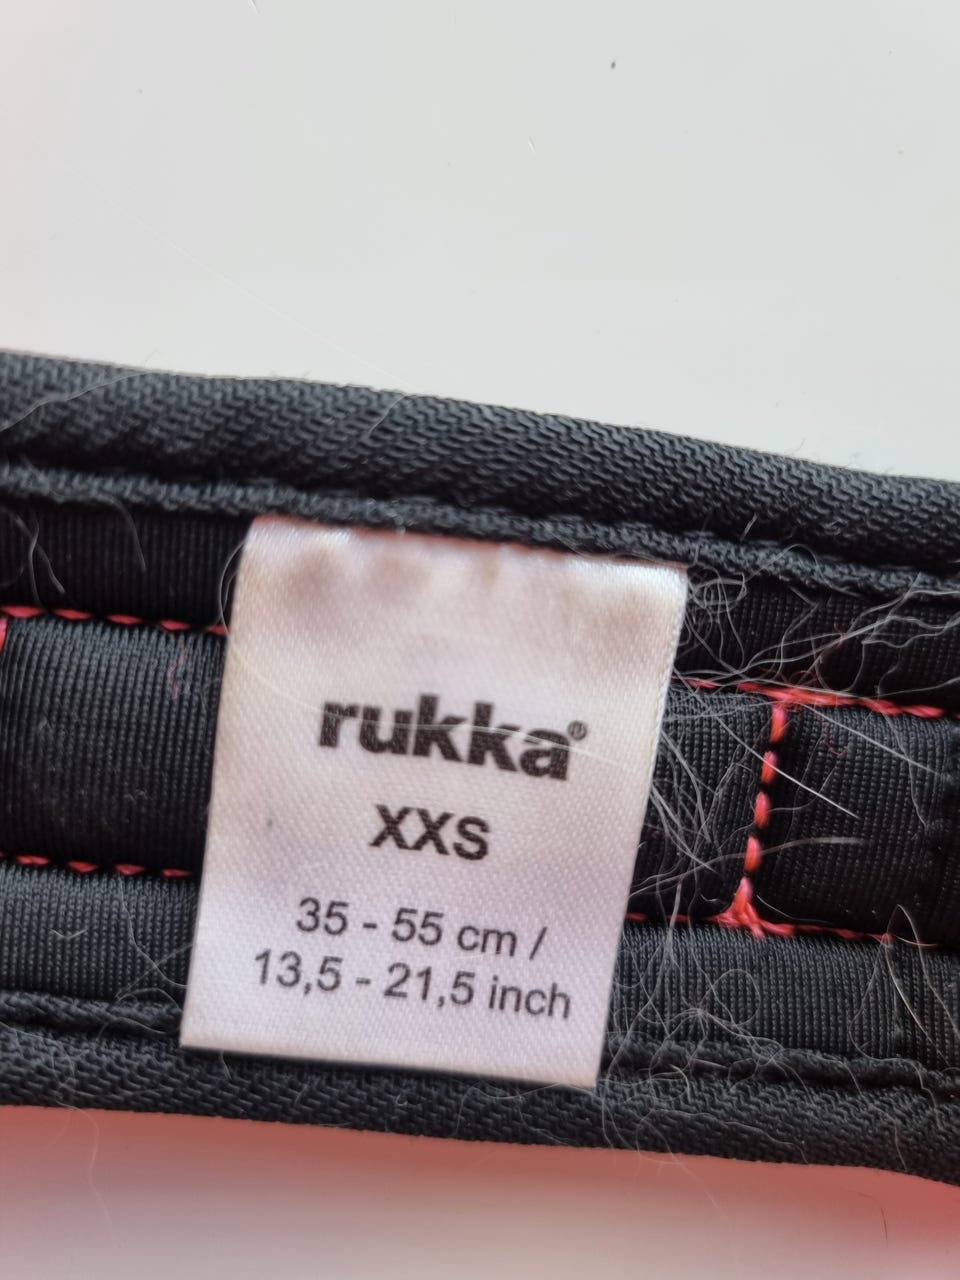 rukka®
XXS
35 - 55 cm /
13,5 - 21,5 inch